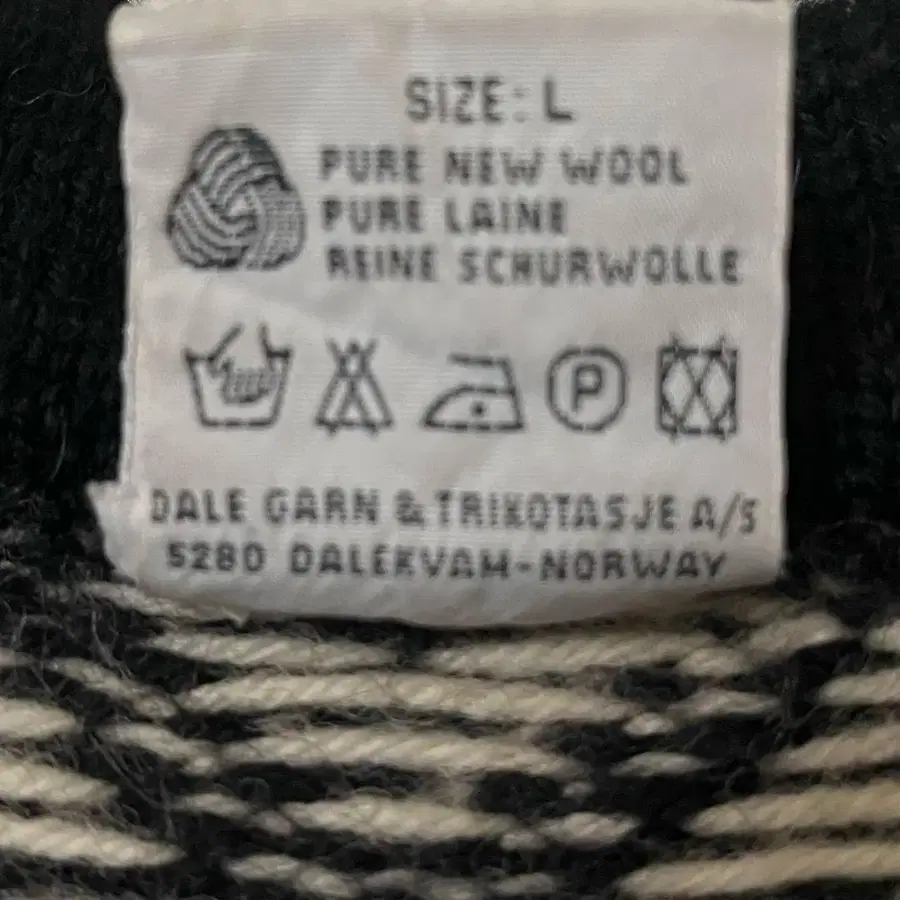 SIZE: L
PURE NEW WOOL
PURE LAINE
REINE SCHURWOLLE
P
DALE GARN & TRIKOTASJE A/S
5280 DALEKVAM-NORWAY